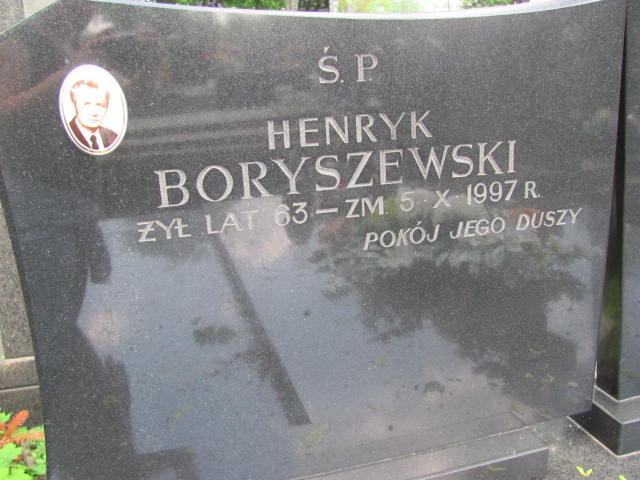 Ś. P.
HENRYK
BORYSZEWSKI
ŻYŁ LAT 63 — ZM. 5 · X · 1997 R.
POKÓJ JEGO DUSZY